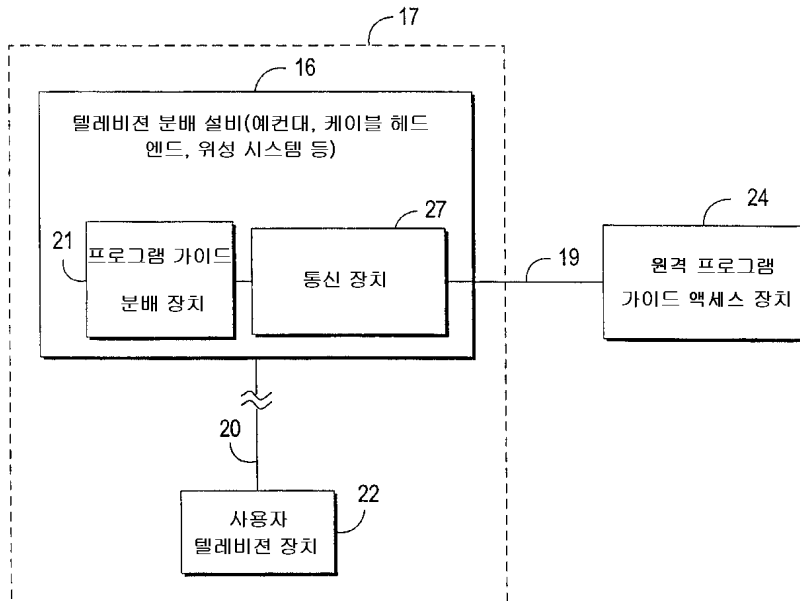 17
16
텔레비젼 분배 설비(예컨대, 케이블 헤드
엔드, 위성 시스템 등)
27
24
21
프로그램 가이드
분배 장치
통신 장치
19
원격 프로그램
가이드 액세스 장치
20
22
사용자
텔레비젼 장치